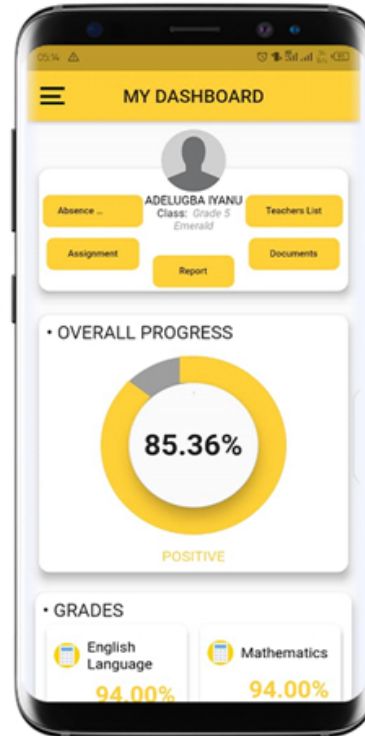 05:14
MY DASHBOARD
ADELUGBA IYANU
Class: Grade 5
Emerald
Absence ...
Teachers List
Assignment
Documents
Report
• OVERALL PROGRESS
85.36%
POSITIVE
• GRADES
English
Language
94.00%
Mathematics
94.00%